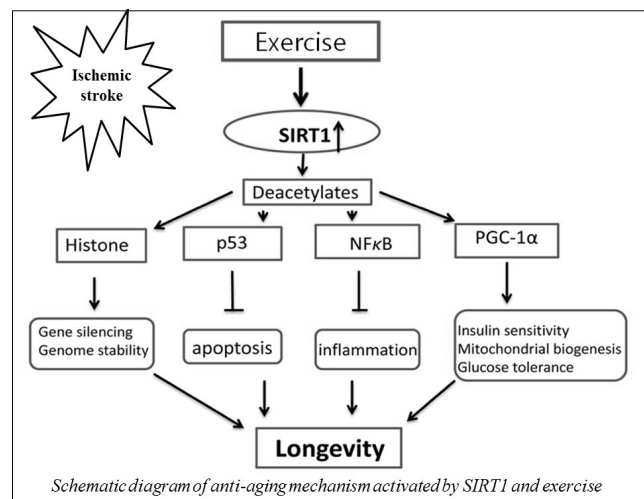 Exercise
Ischemic
stroke
SIRT1↑
Deacetylates
Histone
p53
NFκB
PGC-1α
Gene silencing
Genome stability
apoptosis
inflammation
Insulin sensitivity
Mitochondrial biogenesis
Glucose tolerance
Longevity
Schematic diagram of anti-aging mechanism activated by SIRT1 and exercise